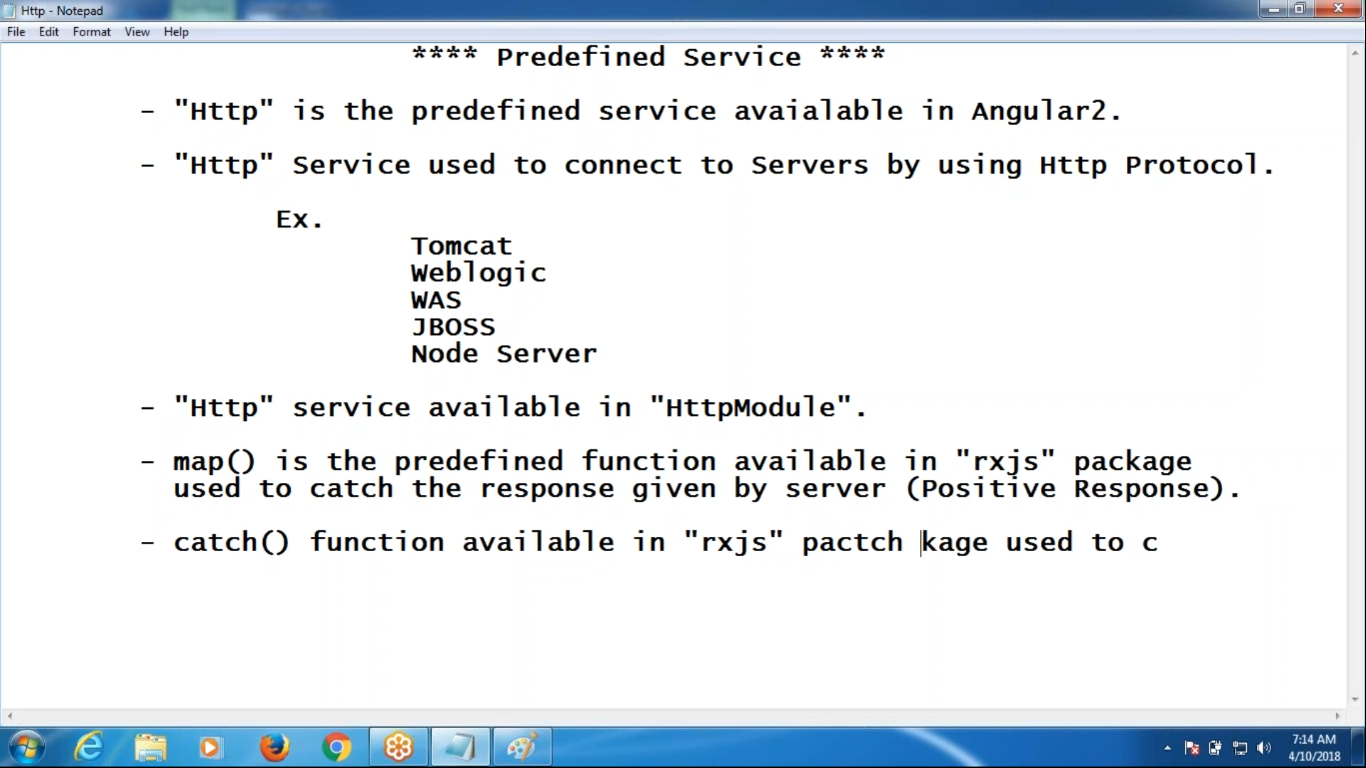 Http - Notepad
File Edit Format View Help
**** Predefined Service ****
- "Http" is the predefined service avaialable in Angular2.
- "Http" Service used to connect to Servers by using Http Protocol.
Ex.
Tomcat
Weblogic
WAS
JBOSS
Node Server
- "Http" service available in "HttpModule".
- map() is the predefined function available in "rxjs" package
used to catch the response given by server (Positive Response).
- catch() function available in "rxjs" pactch kage used to c
7:14 AM
4/10/2018